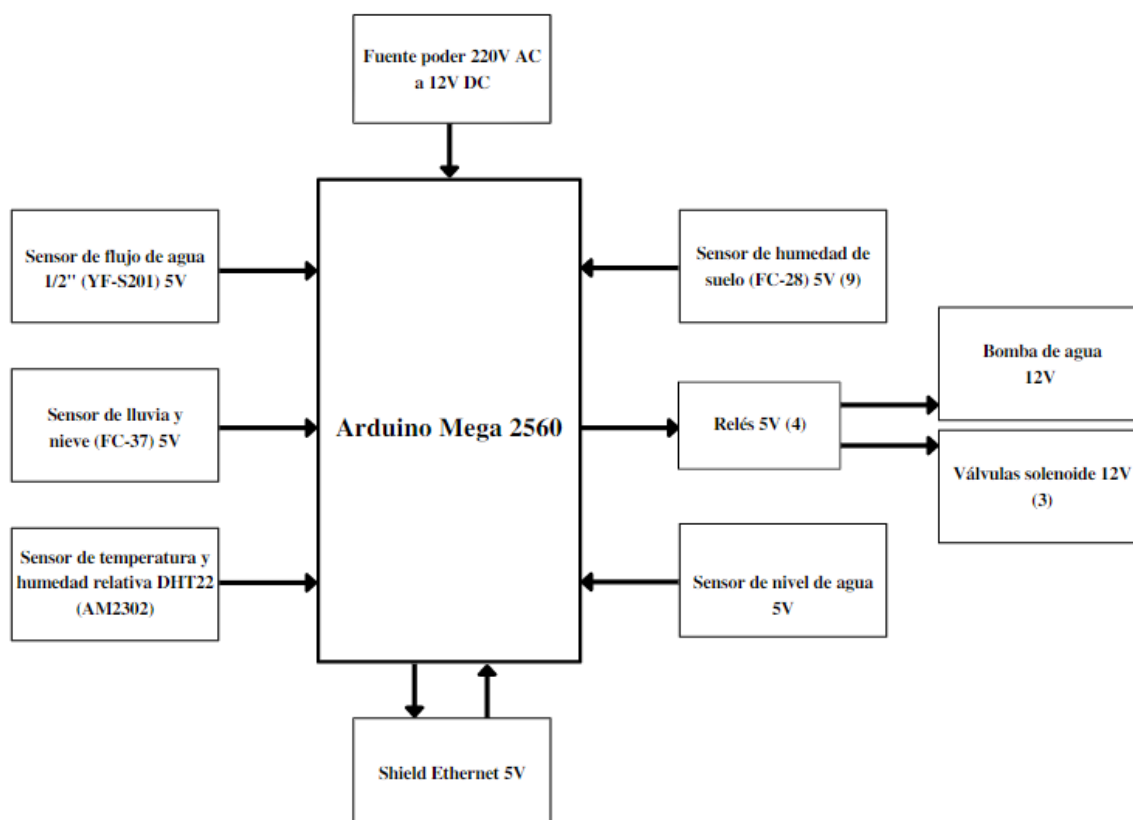 Fuente poder 220V AC
a 12V DC
Sensor de flujo de agua
1/2" (YF-S201) 5V
Sensor de humedad de
suelo (FC-28) 5V (9)
Bomba de agua
12V
Sensor de lluvia y
nieve (FC-37) 5V
Arduino Mega 2560
Relés 5V (4)
Válvulas solenoide 12V
(3)
Sensor de temperatura y
humedad relativa DHT22
(AM2302)
Sensor de nivel de agua
5V
Shield Ethernet 5V